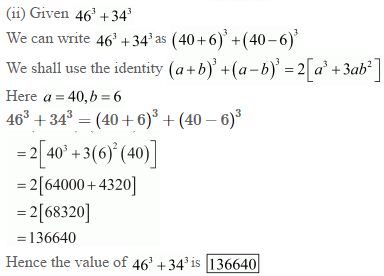 (ii) Given 46³ + 34³
We can write 46³ + 34³ as (40+6)³ + (40−6)³
We shall use the identity (a+b)³ + (a−b)³ = 2[a³ + 3ab²]
Here a = 40, b = 6
46³ + 34³ = (40 + 6)³ + (40 − 6)³
= 2[40³ + 3(6)² (40)]
= 2[64000 + 4320]
= 2[68320]
= 136640
Hence the value of 46³ + 34³ is 136640